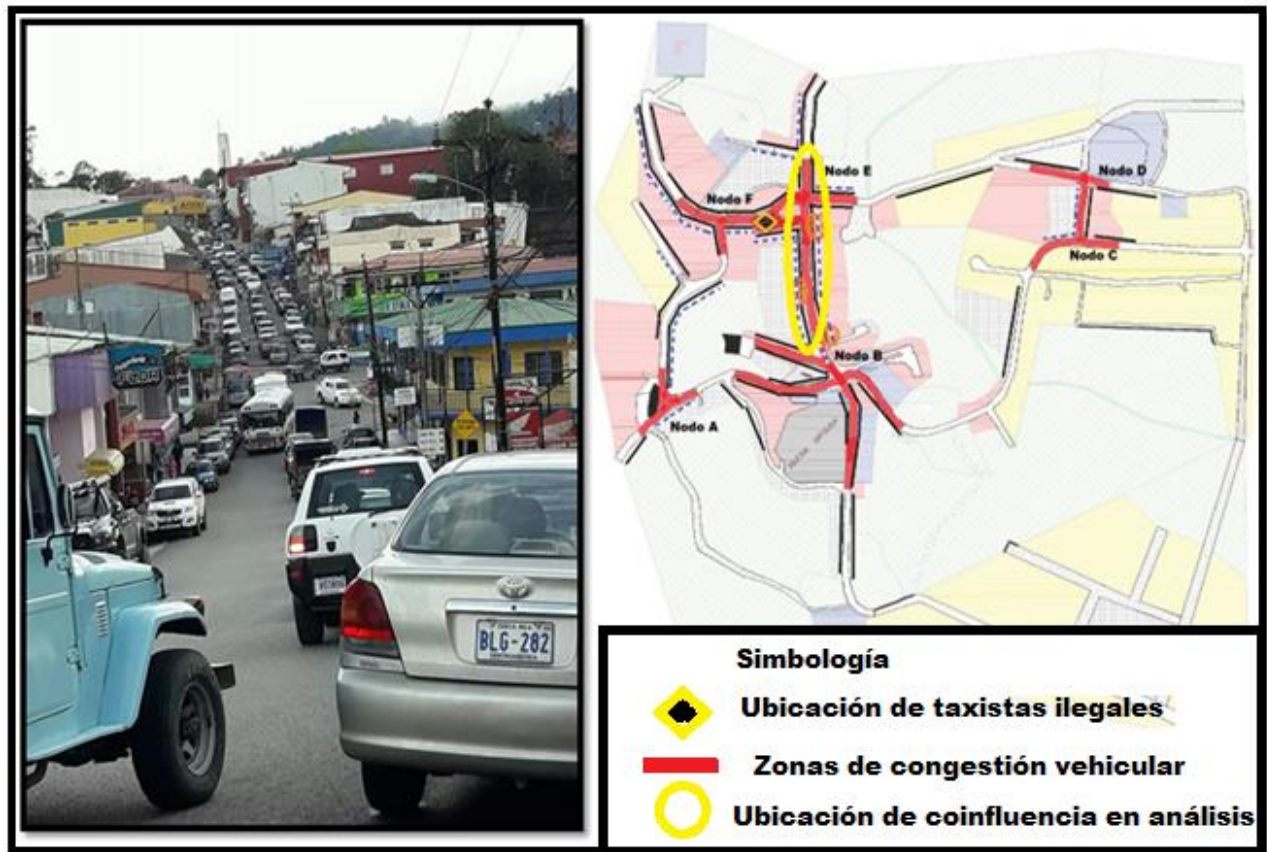 BLG-282
Nodo E
Nodo D
Nodo F
Nodo C
Nodo B
Nodo A
Simbología
Ubicación de taxistas ilegales
Zonas de congestión vehicular
Ubicación de coinfluencia en análisis